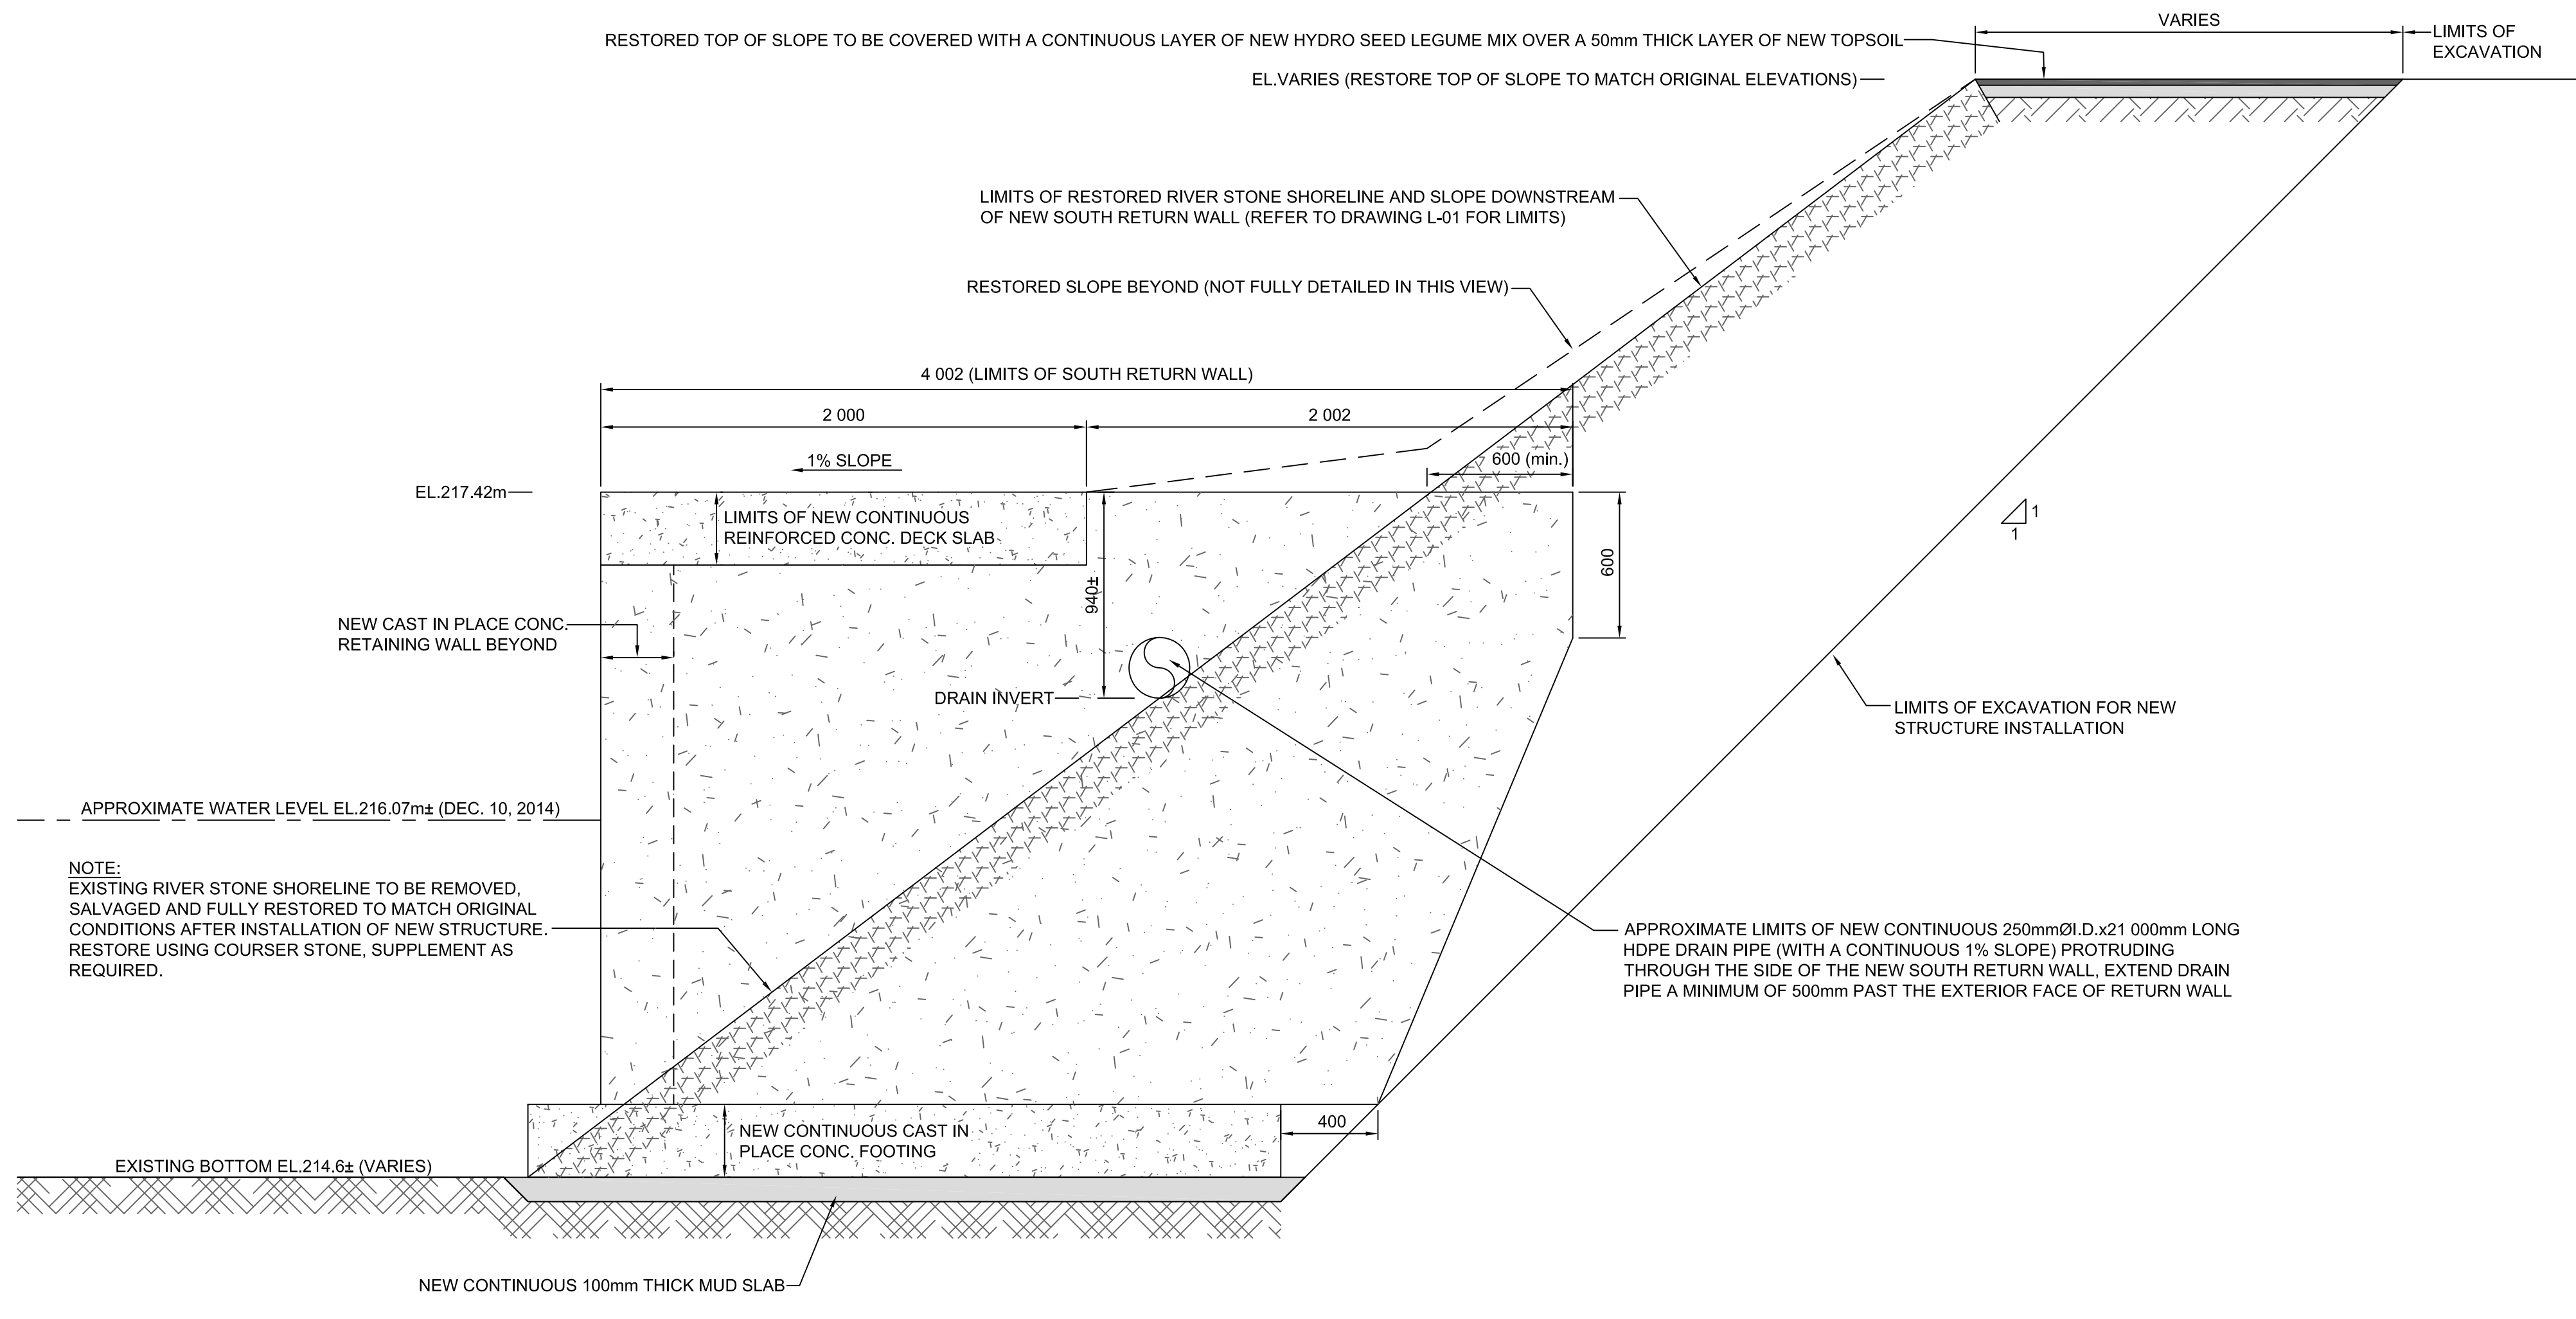 VARIES
RESTORED TOP OF SLOPE TO BE COVERED WITH A CONTINUOUS LAYER OF NEW HYDRO SEED LEGUME MIX OVER A 50mm THICK LAYER OF NEW TOPSOIL
LIMITS OF
EXCAVATION
EL.VARIES (RESTORE TOP OF SLOPE TO MATCH ORIGINAL ELEVATIONS)
LIMITS OF RESTORED RIVER STONE SHORELINE AND SLOPE DOWNSTREAM
OF NEW SOUTH RETURN WALL (REFER TO DRAWING L-01 FOR LIMITS)
RESTORED SLOPE BEYOND (NOT FULLY DETAILED IN THIS VIEW)
4 002 (LIMITS OF SOUTH RETURN WALL)
2 000
2 002
1% SLOPE
600 (min.)
EL.217.42m
LIMITS OF NEW CONTINUOUS
REINFORCED CONC. DECK SLAB
1
1
600
940±
NEW CAST IN PLACE CONC.
RETAINING WALL BEYOND
DRAIN INVERT
LIMITS OF EXCAVATION FOR NEW
STRUCTURE INSTALLATION
APPROXIMATE WATER LEVEL EL.216.07m± (DEC. 10, 2014)
NOTE:
EXISTING RIVER STONE SHORELINE TO BE REMOVED,
SALVAGED AND FULLY RESTORED TO MATCH ORIGINAL
CONDITIONS AFTER INSTALLATION OF NEW STRUCTURE.
RESTORE USING COURSER STONE, SUPPLEMENT AS
REQUIRED.
APPROXIMATE LIMITS OF NEW CONTINUOUS 250mmØI.D.x21 000mm LONG
HDPE DRAIN PIPE (WITH A CONTINUOUS 1% SLOPE) PROTRUDING
THROUGH THE SIDE OF THE NEW SOUTH RETURN WALL, EXTEND DRAIN
PIPE A MINIMUM OF 500mm PAST THE EXTERIOR FACE OF RETURN WALL
400
NEW CONTINUOUS CAST IN
PLACE CONC. FOOTING
EXISTING BOTTOM EL.214.6± (VARIES)
NEW CONTINUOUS 100mm THICK MUD SLAB